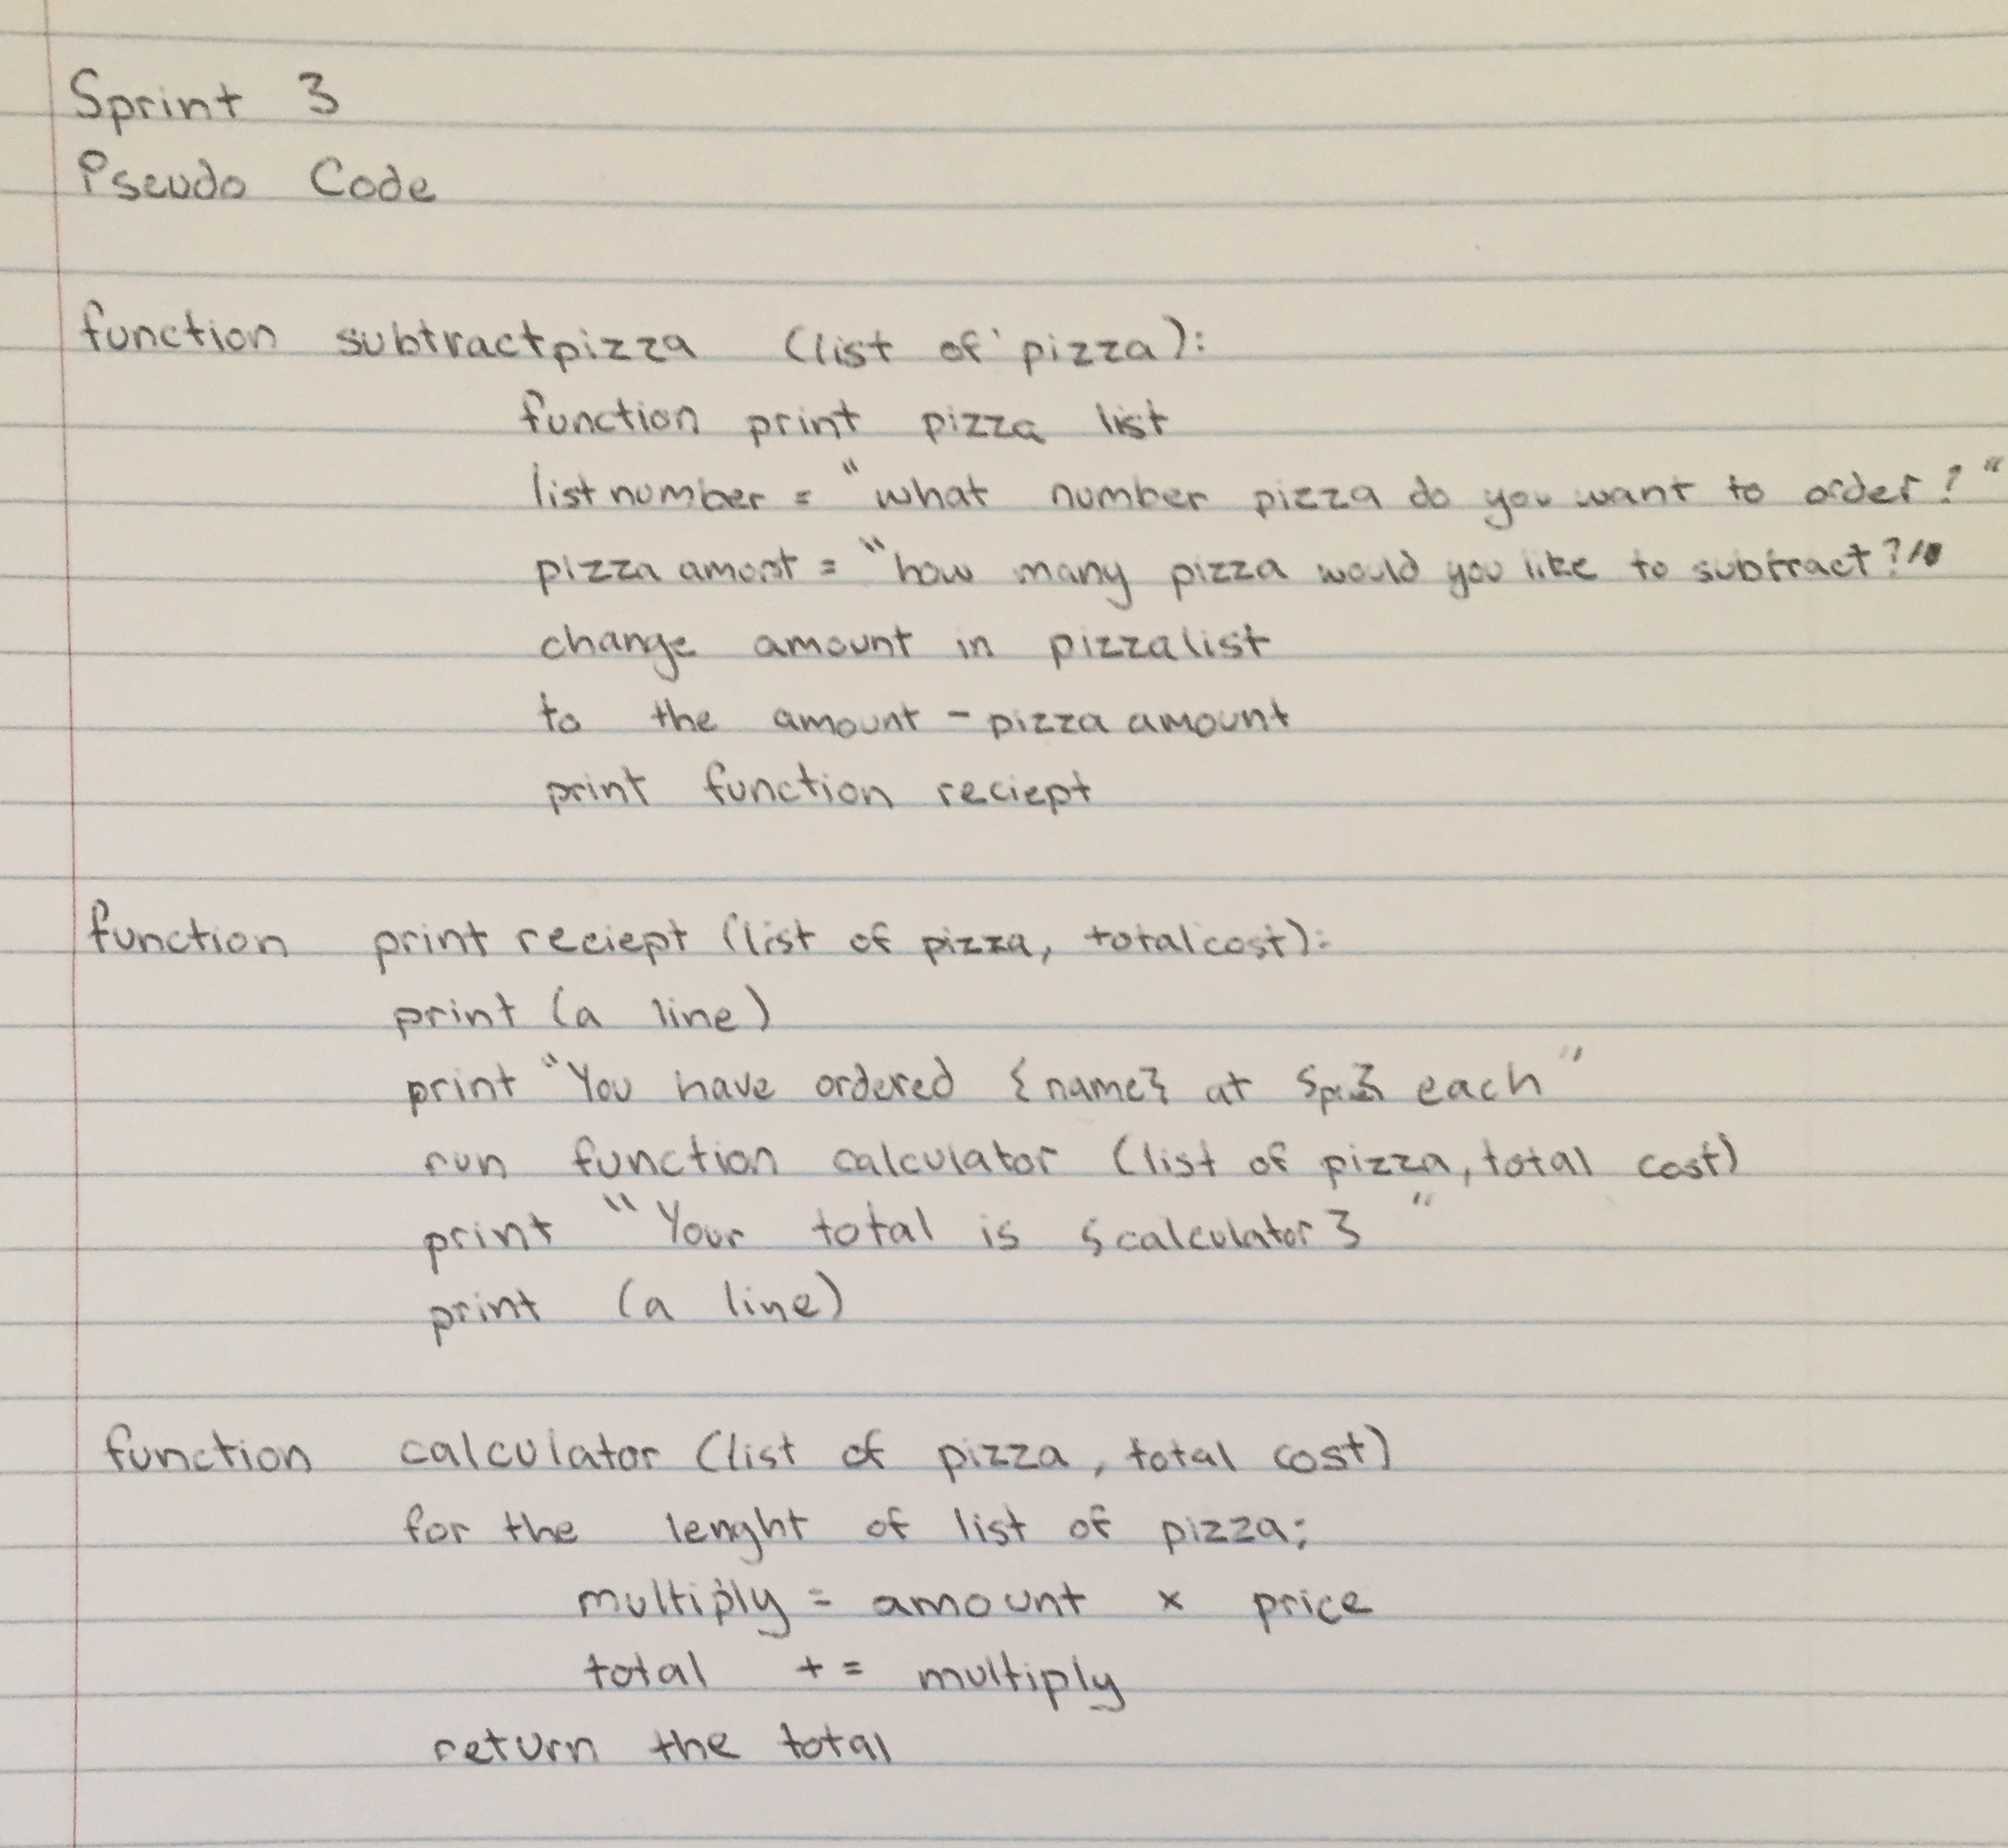 Sprint 3
Pseudo Code
function subtractpizza (list of pizza):
function print pizza list
listnumber = "what number pizza do you want to order?"
pizza amont = "how many pizza would you like to subtract?"
change amount in pizzalist
to the amount - pizza amount
print function reciept
function print reciept (list of pizza, totalcost):
print (a line)
print "You have ordered {name} at each"
run function calculator (list of pizza, total cost)
print "Your total is {calculator}"
print (a line)
function calculator (list of pizza, total cost)
for the lenght of list of pizza;
multiply = amount x price
total += multiply
return the total